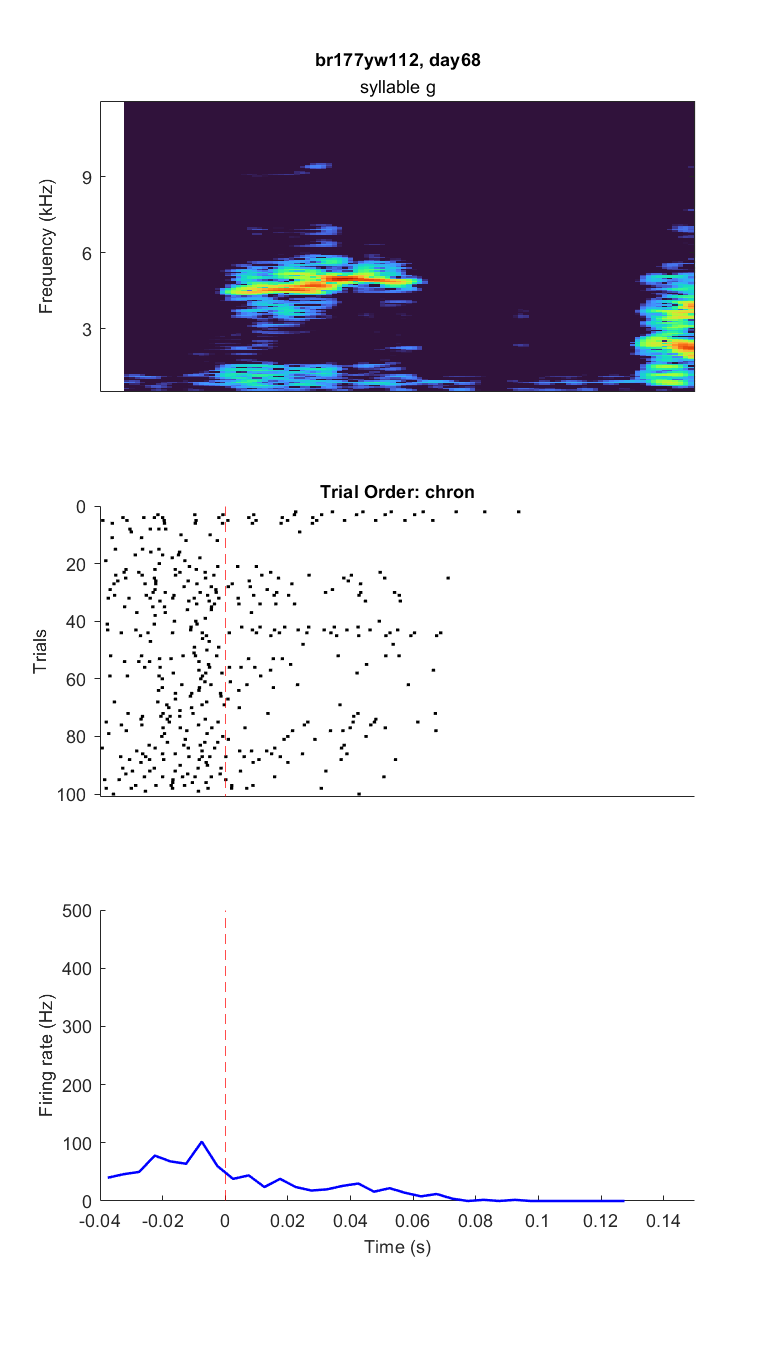 br177yw112, day68
syllable g
Frequency (kHz)
9
6
3
Trial Order: chron
Trials
0
20
40
60
80
100
Firing rate (Hz)
500
400
300
200
100
0
-0.04 -0.02 0 0.02 0.04 0.06 0.08 0.1 0.12 0.14
Time (s)